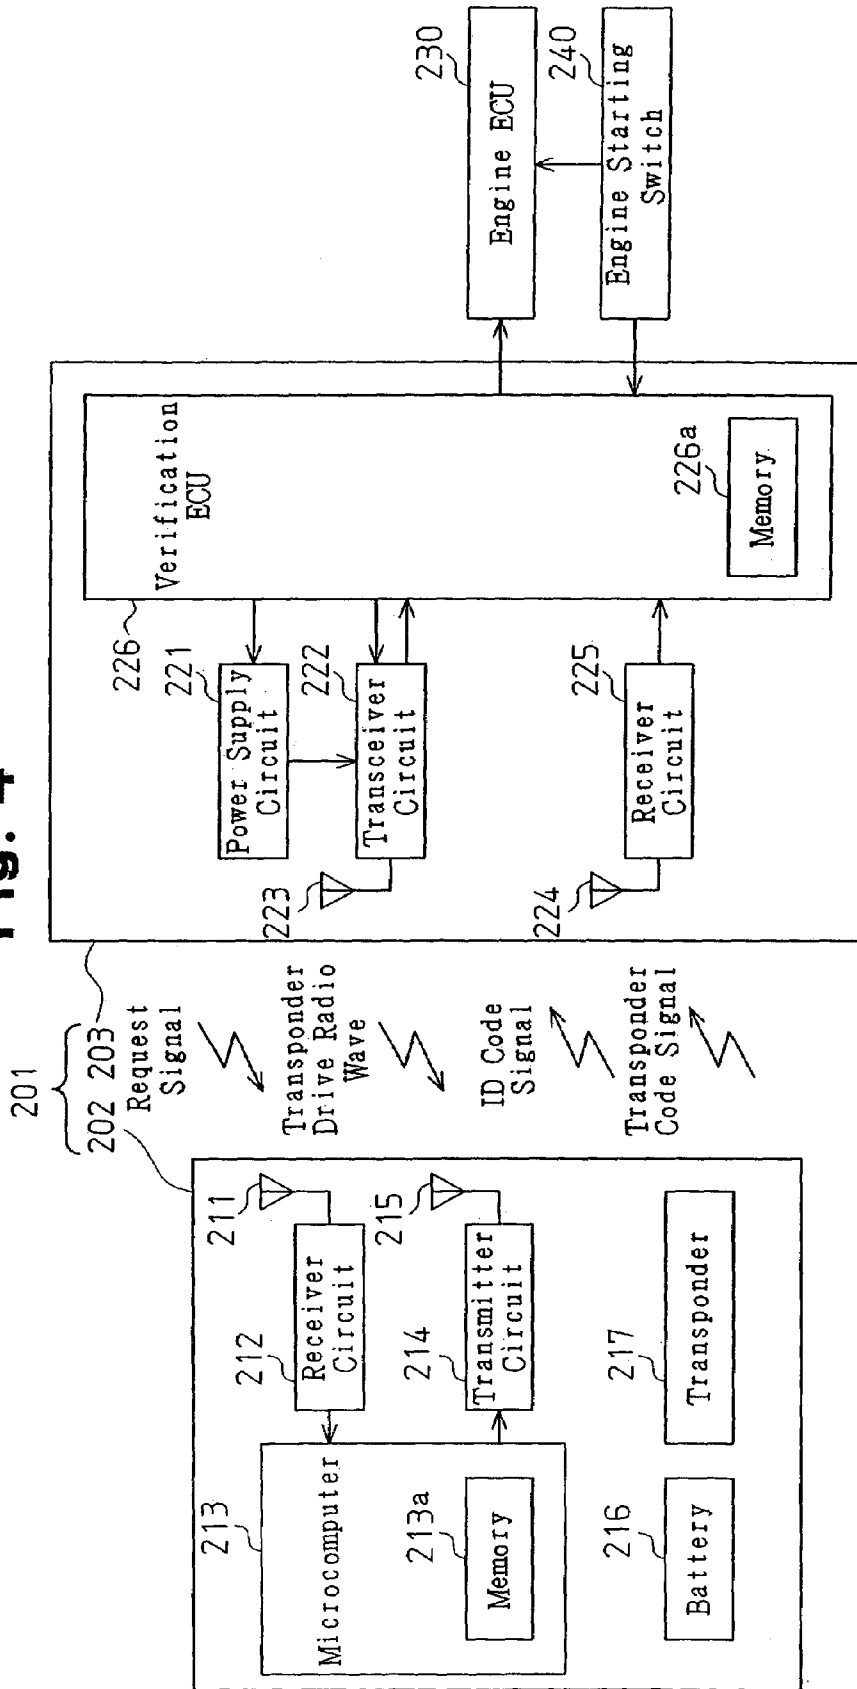 Fig. 4
201
202 203
213
Microcomputer
213a
Memory
212
Receiver
Circuit
211
214
Transmitter
Circuit
215
216
Battery
217
Transponder
Request
Signal
Transponder
Drive Radio
Wave
ID Code
Signal
Transponder
Code Signal
223
224
221
Power Supply
Circuit
222
Transceiver
Circuit
225
Receiver
Circuit
226
Verification
ECU
226a
Memory
230
Engine ECU
240
Engine Starting
Switch